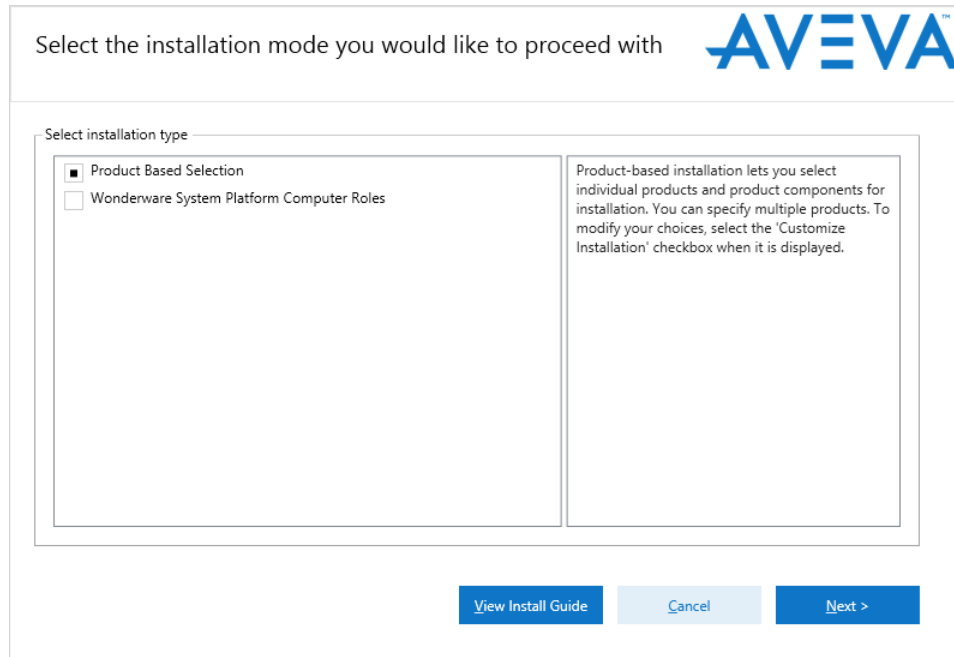 Select the installation mode you would like to proceed with
AVEVA™
Select installation type
Product Based Selection
Wonderware System Platform Computer Roles
Product-based installation lets you select
individual products and product components for
installation. You can specify multiple products. To
modify your choices, select the 'Customize
Installation' checkbox when it is displayed.
View Install Guide
Cancel
Next >